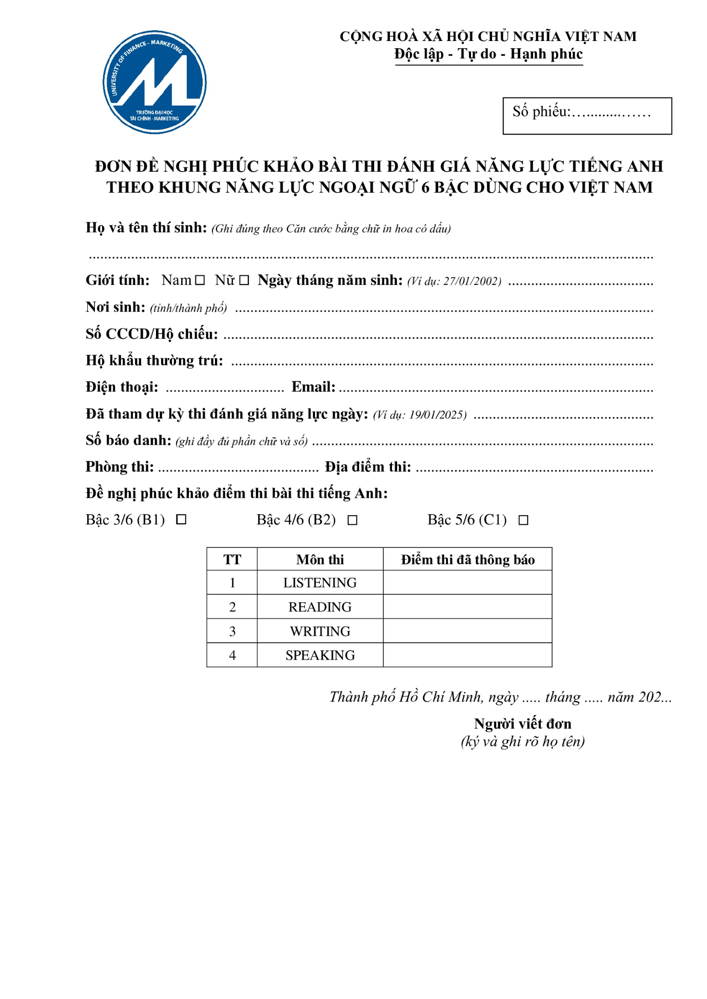 UNIVERSITY OF FINANCE - MARKETING
TRƯỜNG ĐẠI HỌC
TÀI CHÍNH - MARKETING
CỘNG HOÀ XÃ HỘI CHỦ NGHĨA VIỆT NAM
Độc lập - Tự do - Hạnh phúc
Số phiếu:….........……
ĐƠN ĐỀ NGHỊ PHÚC KHẢO BÀI THI ĐÁNH GIÁ NĂNG LỰC TIẾNG ANH
THEO KHUNG NĂNG LỰC NGOẠI NGỮ 6 BẬC DÙNG CHO VIỆT NAM
Họ và tên thí sinh: (Ghi đúng theo Căn cước bằng chữ in hoa có dấu)
....................................................................................................................................................
Giới tính: Nam ☐ Nữ ☐ Ngày tháng năm sinh: (Ví dụ: 27/01/2002) ......................................
Nơi sinh: (tỉnh/thành phố) .............................................................................................................
Số CCCD/Hộ chiếu: ................................................................................................................
Hộ khẩu thường trú: ..............................................................................................................
Điện thoại: ............................... Email: ..................................................................................
Đã tham dự kỳ thi đánh giá năng lực ngày: (Ví dụ: 19/01/2025) ...............................................
Số báo danh: (ghi đầy đủ phần chữ và số) .........................................................................................
Phòng thi: .......................................... Địa điểm thi: ..............................................................
Đề nghị phúc khảo điểm thi bài thi tiếng Anh:
Bậc 3/6 (B1) ☐ Bậc 4/6 (B2) ☐ Bậc 5/6 (C1) ☐
TT Môn thi Điểm thi đã thông báo
1 LISTENING
2 READING
3 WRITING
4 SPEAKING
Thành phố Hồ Chí Minh, ngày ..... tháng ..... năm 202...
Người viết đơn
(ký và ghi rõ họ tên)